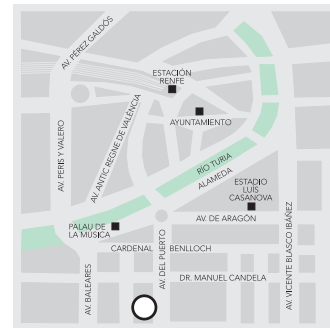 AV. PÉREZ GALDÓS
ESTACIÓN
RENFE
AYUNTAMIENTO
AV. PERIS Y VALERO
AV. ANTIC REGNE DE VALÈNCIA
RIO TURIA
ALAMEDA
ESTADIO
LUÍS
CASANOVA
AV. DE ARAGÓN
PALAU DE
LA MÚSICA
CARDENAL BENLLOCH
AV. DEL PUERTO
AV. BALEARES
DR. MANUEL CANDELA
AV. VICENTE BLASCO IBÁÑEZ